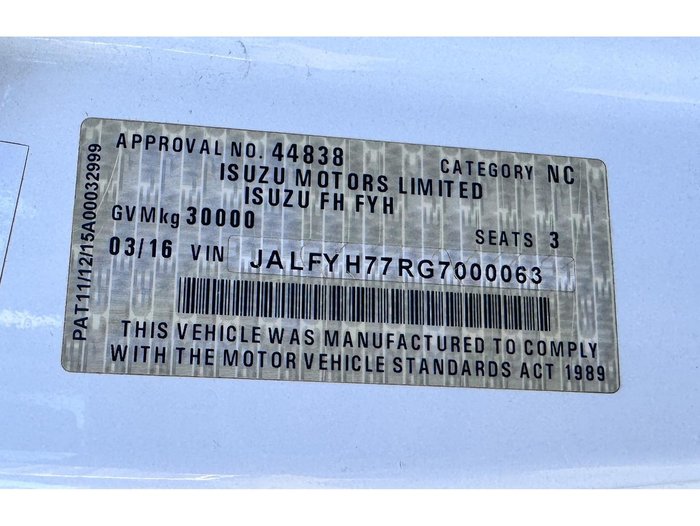 APPROVAL NO. 44838 CATEGORY NC
ISUZU MOTORS LIMITED
ISUZU FH FYH
GVMkg 30000
SEATS 3
03/16 VIN JALFYH77RG7000063
THIS VEHICLE WAS MANUFACTURED TO COMPLY
WITH THE MOTOR VEHICLE STANDARDS ACT 1989
PAT11/12/15A00032999